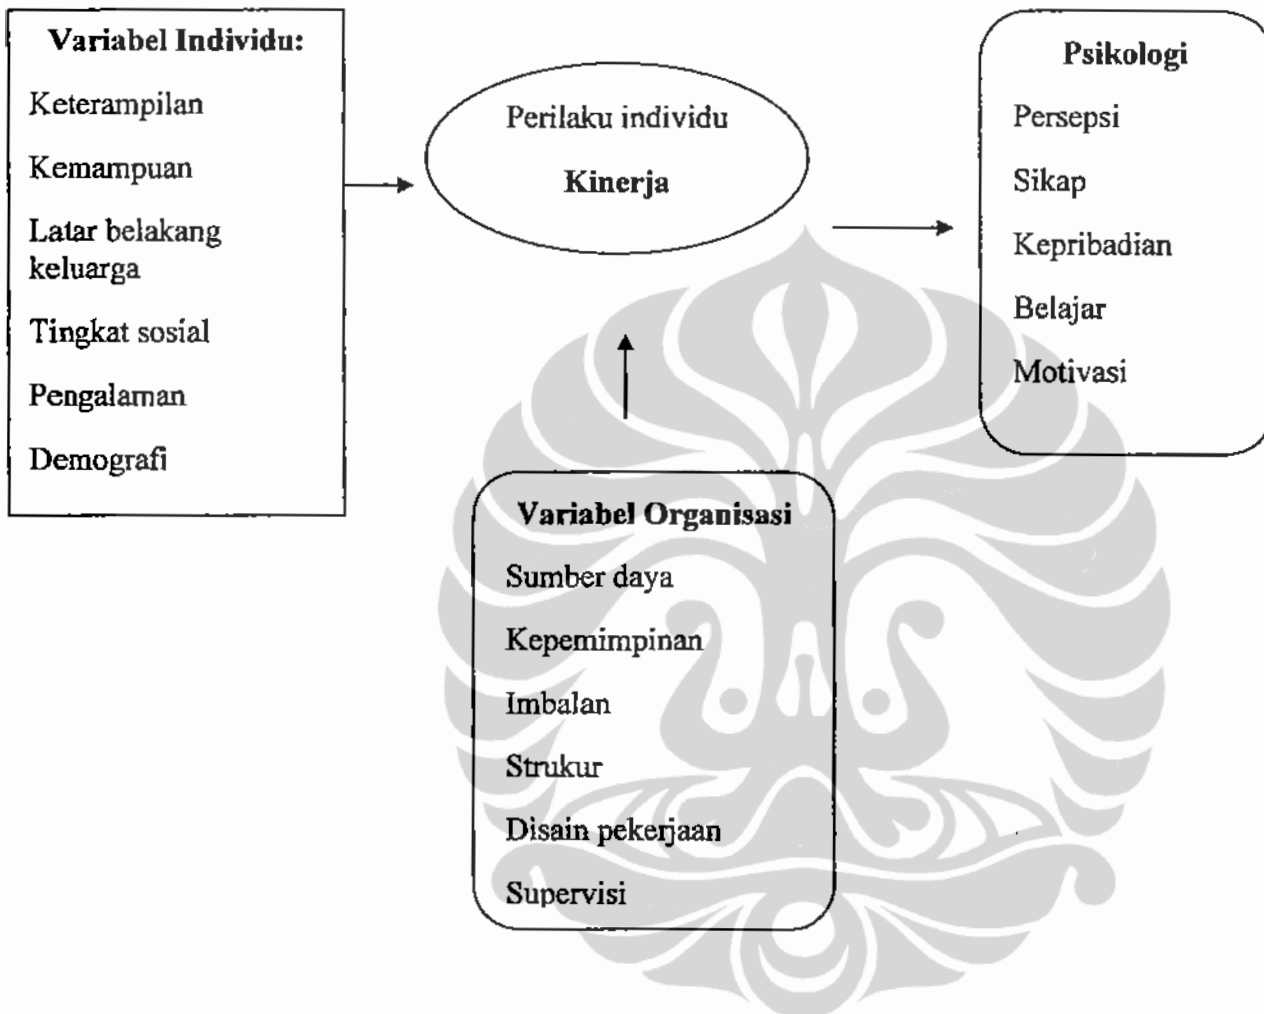 Variabel Individu:
Keterampilan
Kemampuan
Latar belakang
keluarga
Tingkat sosial
Pengalaman
Demografi
Perilaku individu
Kinerja
Psikologi
Persepsi
Sikap
Kepribadian
Belajar
Motivasi
Variabel Organisasi
Sumber daya
Kepemimpinan
Imbalan
Strukur
Disain pekerjaan
Supervisi